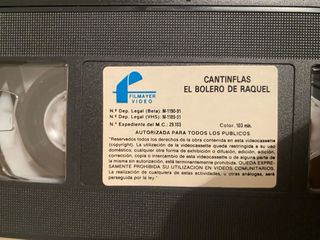 FILMAYER
VIDEO
CANTINFLAS
EL BOLERO DE RAQUEL
N.º Dep. Legal (Beta): M-1190-91
N.º Dep. Legal (VHS): M-1189-91
N.º Expediente del M.C.: 29.103
Color. 103 min.
AUTORIZADA PARA TODOS LOS PUBLICOS
"Reservados todos los derechos de la obra contenida en esta videocassette
(copyright). La utilización de la videocassette queda restringida a su uso
doméstico, cualquier otra forma de exhibición o difusión, edición, adición,
corrección, copia o intercambio de esta videocassette o de alguna parte de
la misma sin autorización, está terminantemente prohibida. QUEDA EXPRE-
SAMENTE PROHIBIDA SU UTILIZACION EN VIDEOS COMUNITARIOS.
La realización de cualquiera de estas actividades, u otras análogas, será
perseguida por la ley."